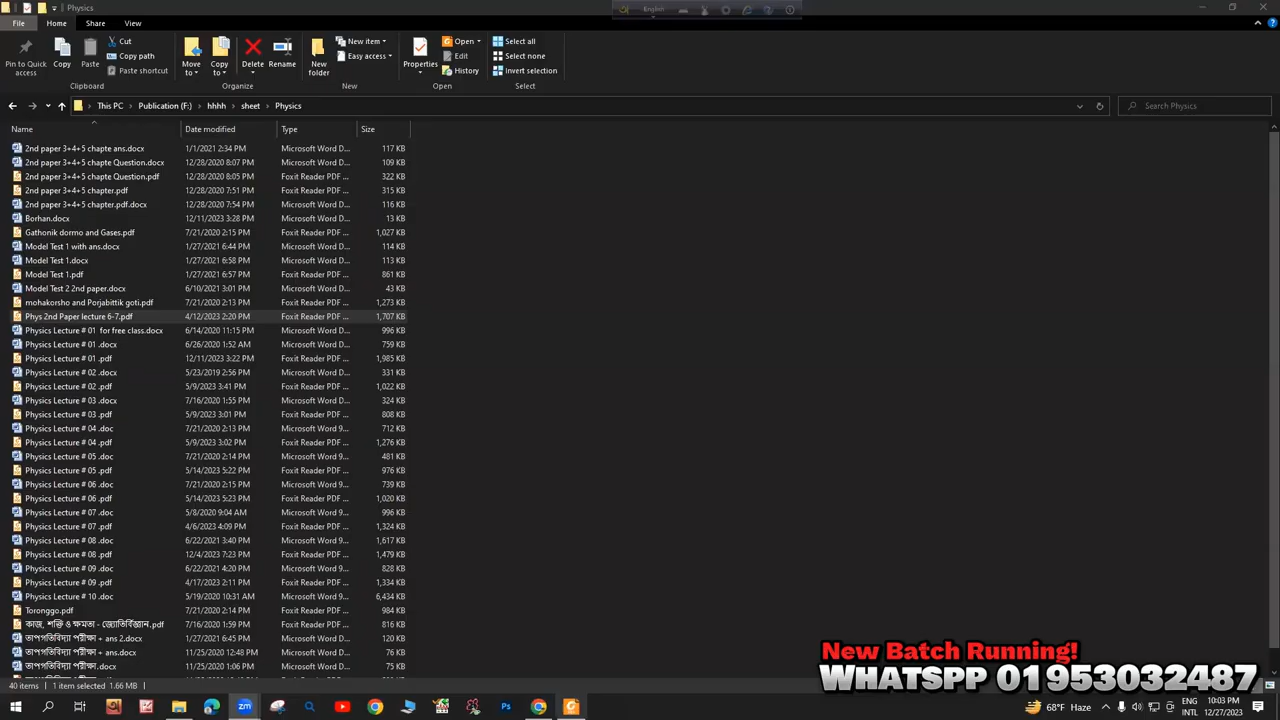 Physics
English
File Home Share View
Pin to Quick access
Copy
Paste
Cut
Copy path
Paste shortcut
Clipboard
Move to
Copy to
Delete
Rename
Organize
New folder
New item
Easy access
New
Properties
Open
Edit
History
Open
Select all
Select none
Invert selection
Select
This PC > Publication (F:) > hhhh > sheet > Physics
Search Physics
Name Date modified Type Size
2nd paper 3+4+5 chapte ans.docx 1/1/2021 2:34 PM Microsoft Word D... 117 KB
2nd paper 3+4+5 chapte Question.docx 12/28/2020 8:07 PM Microsoft Word D... 109 KB
2nd paper 3+4+5 chapte Question.pdf 12/28/2020 8:05 PM Foxit Reader PDF ... 322 KB
2nd paper 3+4+5 chapter.pdf 12/28/2020 7:51 PM Foxit Reader PDF ... 315 KB
2nd paper 3+4+5 chapter.pdf.docx 12/28/2020 7:54 PM Microsoft Word D... 116 KB
Borhan.docx 12/11/2023 3:28 PM Microsoft Word D... 13 KB
Gathonik dormo and Gases.pdf 7/21/2020 2:15 PM Foxit Reader PDF ... 1,027 KB
Model Test 1 with ans.docx 1/27/2021 6:44 PM Microsoft Word D... 114 KB
Model Test 1.docx 1/27/2021 6:58 PM Microsoft Word D... 113 KB
Model Test 1.pdf 1/27/2021 6:57 PM Foxit Reader PDF ... 861 KB
Model Test 2 2nd paper.docx 6/10/2021 3:01 PM Microsoft Word D... 43 KB
mohakorsho and Porjabittik goti.pdf 7/21/2020 2:13 PM Foxit Reader PDF ... 1,273 KB
Phys 2nd Paper lecture 6-7.pdf 4/12/2023 2:20 PM Foxit Reader PDF ... 1,707 KB
Physics Lecture # 01 for free class.docx 6/14/2020 11:15 PM Microsoft Word D... 996 KB
Physics Lecture # 01 .docx 6/26/2020 1:52 AM Microsoft Word D... 759 KB
Physics Lecture # 01 .pdf 12/11/2023 3:22 PM Foxit Reader PDF ... 1,985 KB
Physics Lecture # 02 .docx 5/23/2019 2:56 PM Microsoft Word D... 331 KB
Physics Lecture # 02 .pdf 5/9/2023 3:41 PM Foxit Reader PDF ... 1,022 KB
Physics Lecture # 03 .docx 7/16/2020 1:55 PM Microsoft Word D... 324 KB
Physics Lecture # 03 .pdf 5/9/2023 3:01 PM Foxit Reader PDF ... 808 KB
Physics Lecture # 04 .doc 7/21/2020 2:13 PM Microsoft Word 9... 712 KB
Physics Lecture # 04 .pdf 5/9/2023 3:02 PM Foxit Reader PDF ... 1,276 KB
Physics Lecture # 05 .doc 7/21/2020 2:14 PM Microsoft Word 9... 481 KB
Physics Lecture # 05 .pdf 5/14/2023 5:22 PM Foxit Reader PDF ... 976 KB
Physics Lecture # 06 .doc 7/21/2020 2:15 PM Microsoft Word 9... 739 KB
Physics Lecture # 06 .pdf 5/14/2023 5:23 PM Foxit Reader PDF ... 1,020 KB
Physics Lecture # 07 .doc 5/8/2020 9:04 AM Microsoft Word 9... 996 KB
Physics Lecture # 07 .pdf 4/6/2023 4:09 PM Foxit Reader PDF ... 1,324 KB
Physics Lecture # 08 .doc 6/22/2021 3:40 PM Microsoft Word 9... 1,617 KB
Physics Lecture # 08 .pdf 12/4/2023 7:23 PM Foxit Reader PDF ... 1,479 KB
Physics Lecture # 09 .doc 6/22/2021 4:20 PM Microsoft Word 9... 828 KB
Physics Lecture # 09 .pdf 4/17/2023 2:11 PM Foxit Reader PDF ... 1,334 KB
Physics Lecture # 10 .doc 5/19/2020 10:31 AM Microsoft Word 9... 6,434 KB
Toronggo.pdf 7/21/2020 2:14 PM Foxit Reader PDF ... 984 KB
কাজ, শক্তি ও ক্ষমতা - জ্যোতির্বিজ্ঞান.pdf 7/16/2020 1:59 PM Foxit Reader PDF ... 816 KB
তাপগতিবিদ্যা পরীক্ষা + ans 2.docx 1/27/2021 6:45 PM Microsoft Word D... 120 KB
তাপগতিবিদ্যা পরীক্ষা + ans.docx 11/25/2020 12:48 PM Microsoft Word D... 76 KB
তাপগতিবিদ্যা পরীক্ষা.docx 11/25/2020 1:06 PM Microsoft Word D... 75 KB
40 items 1 item selected 1.66 MB
New Batch Running!
WHATSPP 01953032487
zm
Ps
68°F Haze
ENG
INTL
10:03 PM
12/27/2023